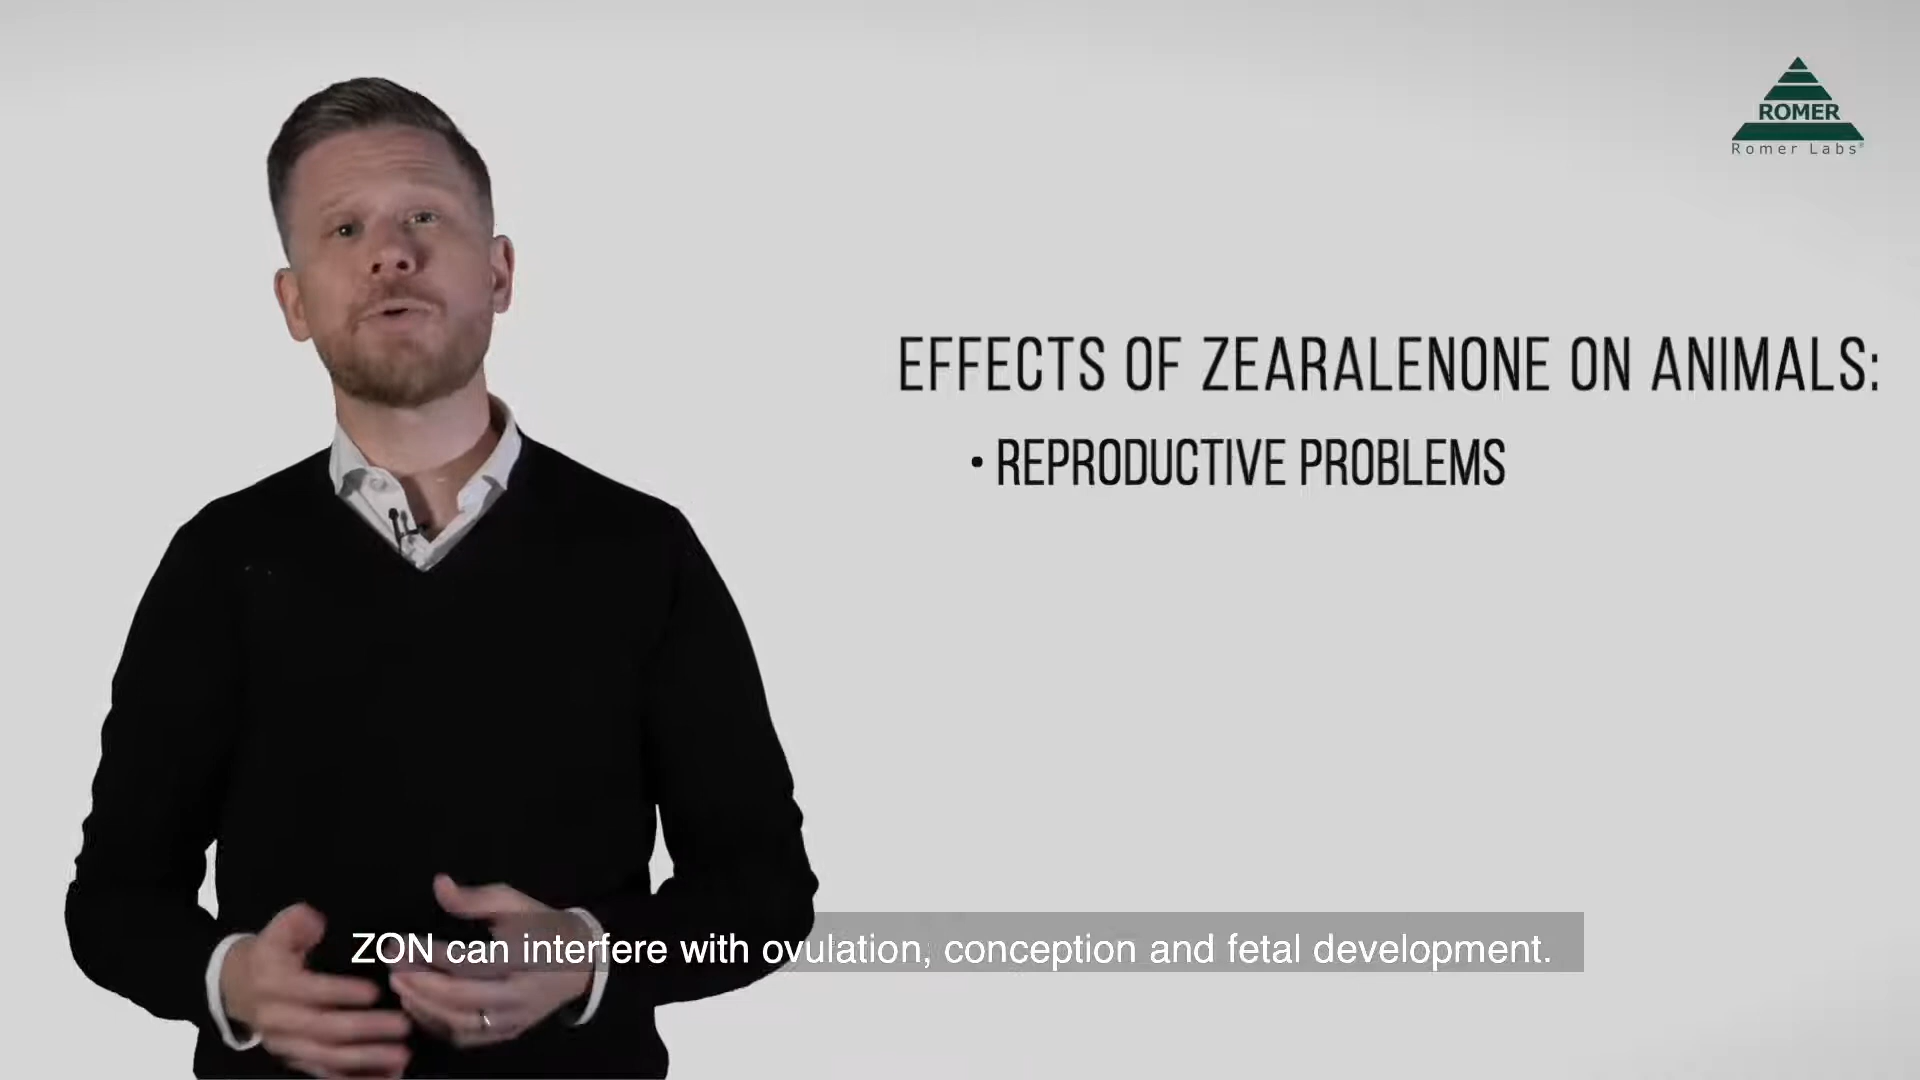 ROMER
Romer Labs®
EFFECTS OF ZEARALENONE ON ANIMALS:
• REPRODUCTIVE PROBLEMS
ZON can interfere with ovulation, conception and fetal development.